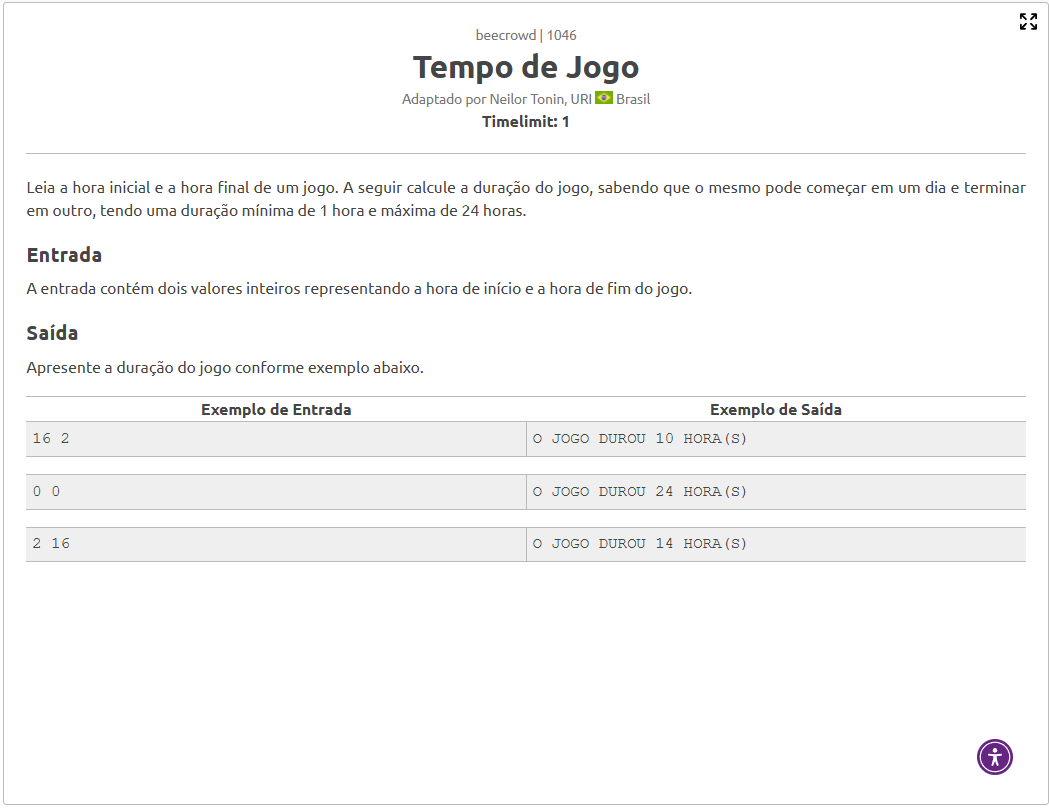 beecrowd | 1046
Tempo de Jogo
Adaptado por Neilor Tonin, URI Brasil
Timelimit: 1
Leia a hora inicial e a hora final de um jogo. A seguir calcule a duração do jogo, sabendo que o mesmo pode começar em um dia e terminar
em outro, tendo uma duração mínima de 1 hora e máxima de 24 horas.
Entrada
A entrada contém dois valores inteiros representando a hora de início e a hora de fim do jogo.
Saída
Apresente a duração do jogo conforme exemplo abaixo.
Exemplo de Entrada Exemplo de Saída
16 2 O JOGO DUROU 10 HORA(S)
0 0 O JOGO DUROU 24 HORA(S)
2 16 O JOGO DUROU 14 HORA(S)